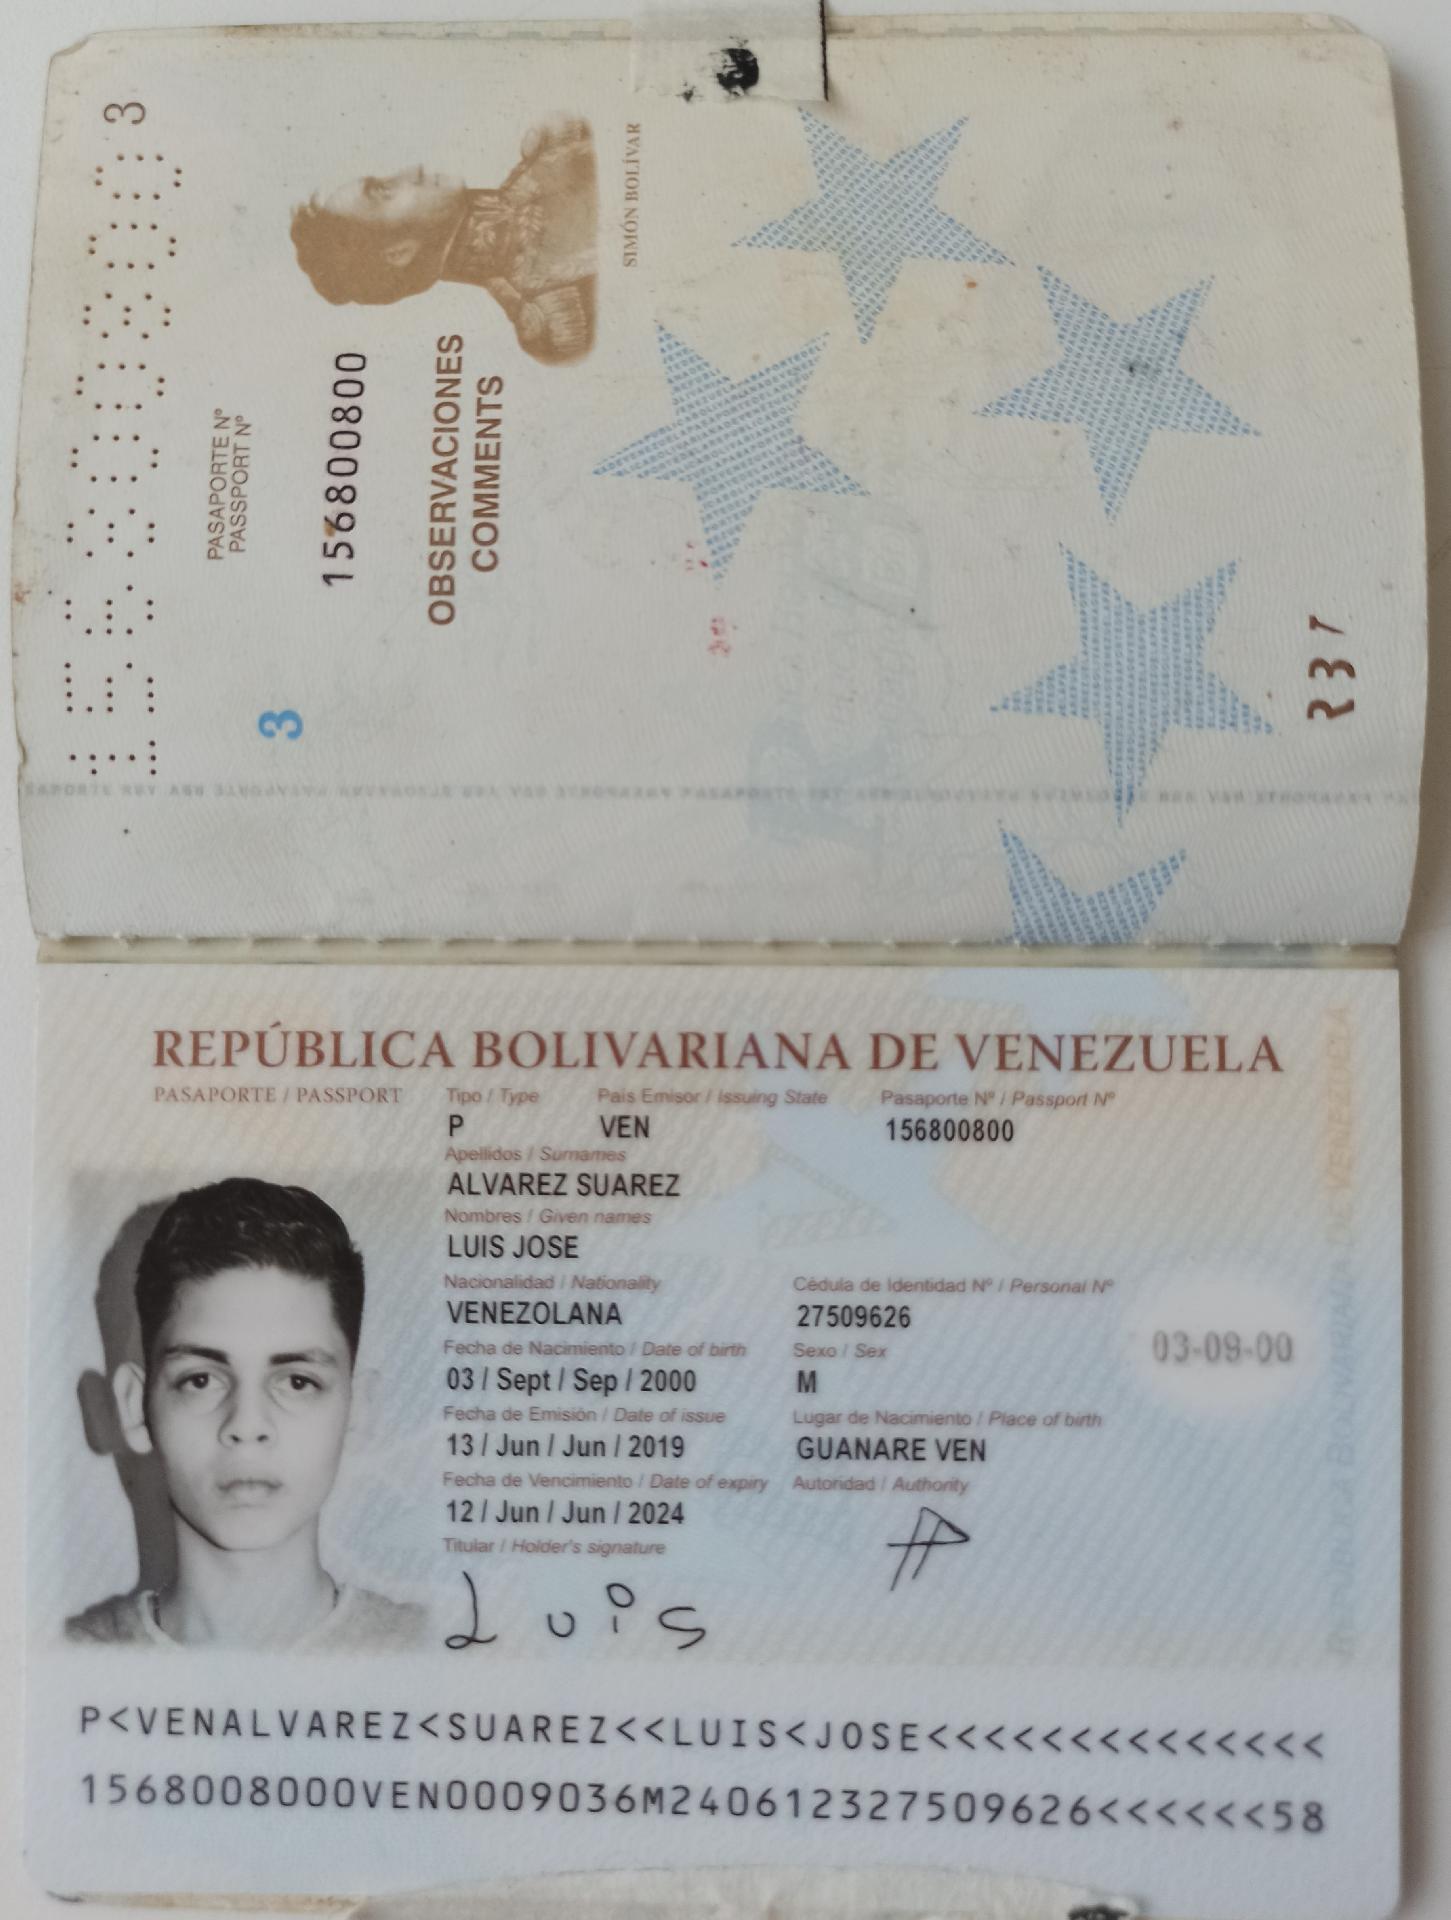 1568008003
PASAPORTE Nº
PASSPORT Nº
156800800
OBSERVACIONES
COMMENTS
SIMÓN BOLÍVAR
3
237
REPÚBLICA BOLIVARIANA DE VENEZUELA
PASAPORTE / PASSPORT
Tipo / Type
País Emisor / Issuing State
Pasaporte Nº / Passport Nº
P
VEN
156800800
Apellidos / Surnames
ALVAREZ SUAREZ
Nombres / Given names
LUIS JOSE
Nacionalidad / Nationality
Cédula de Identidad Nº / Personal Nº
VENEZOLANA
27509626
Fecha de Nacimiento / Date of birth
Sexo / Sex
03-09-00
03 / Sept / Sep / 2000
M
Fecha de Emisión / Date of issue
Lugar de Nacimiento / Place of birth
13 / Jun / Jun / 2019
GUANARE VEN
Fecha de Vencimiento / Date of expiry
Autoridad / Authority
12 / Jun / Jun / 2024
Titular / Holder's signature
Luis
P<VENALVAREZ<SUAREZ<<LUIS<JOSE<<<<<<<<<<<<<<
1568008000VEN0009036M240612327509626<<<<<<58